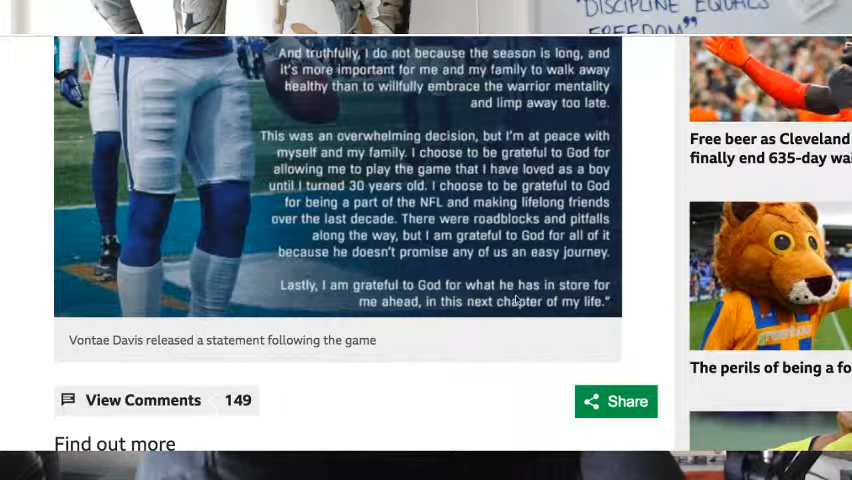 "DISCIPLINE EQUALS
FREEDOM"
And truthfully, I do not because the season is long, and
it's more important for me and my family to walk away
healthy than to willfully embrace the warrior mentality
and limp away too late.
This was an overwhelming decision, but I'm at peace with
myself and my family. I choose to be grateful to God for
allowing me to play the game that I have loved as a boy
until I turned 30 years old. I choose to be grateful to God
for being a part of the NFL and making lifelong friends
over the last decade. There were roadblocks and pitfalls
along the way, but I am grateful to God for all of it
because he doesn't promise any of us an easy journey.
Lastly, I am grateful to God for what he has in store for
me ahead, in this next chapter of my life."
Vontae Davis released a statement following the game
View Comments 149
Share
Find out more
Free beer as Cleveland
finally end 635-day wai
The perils of being a fo